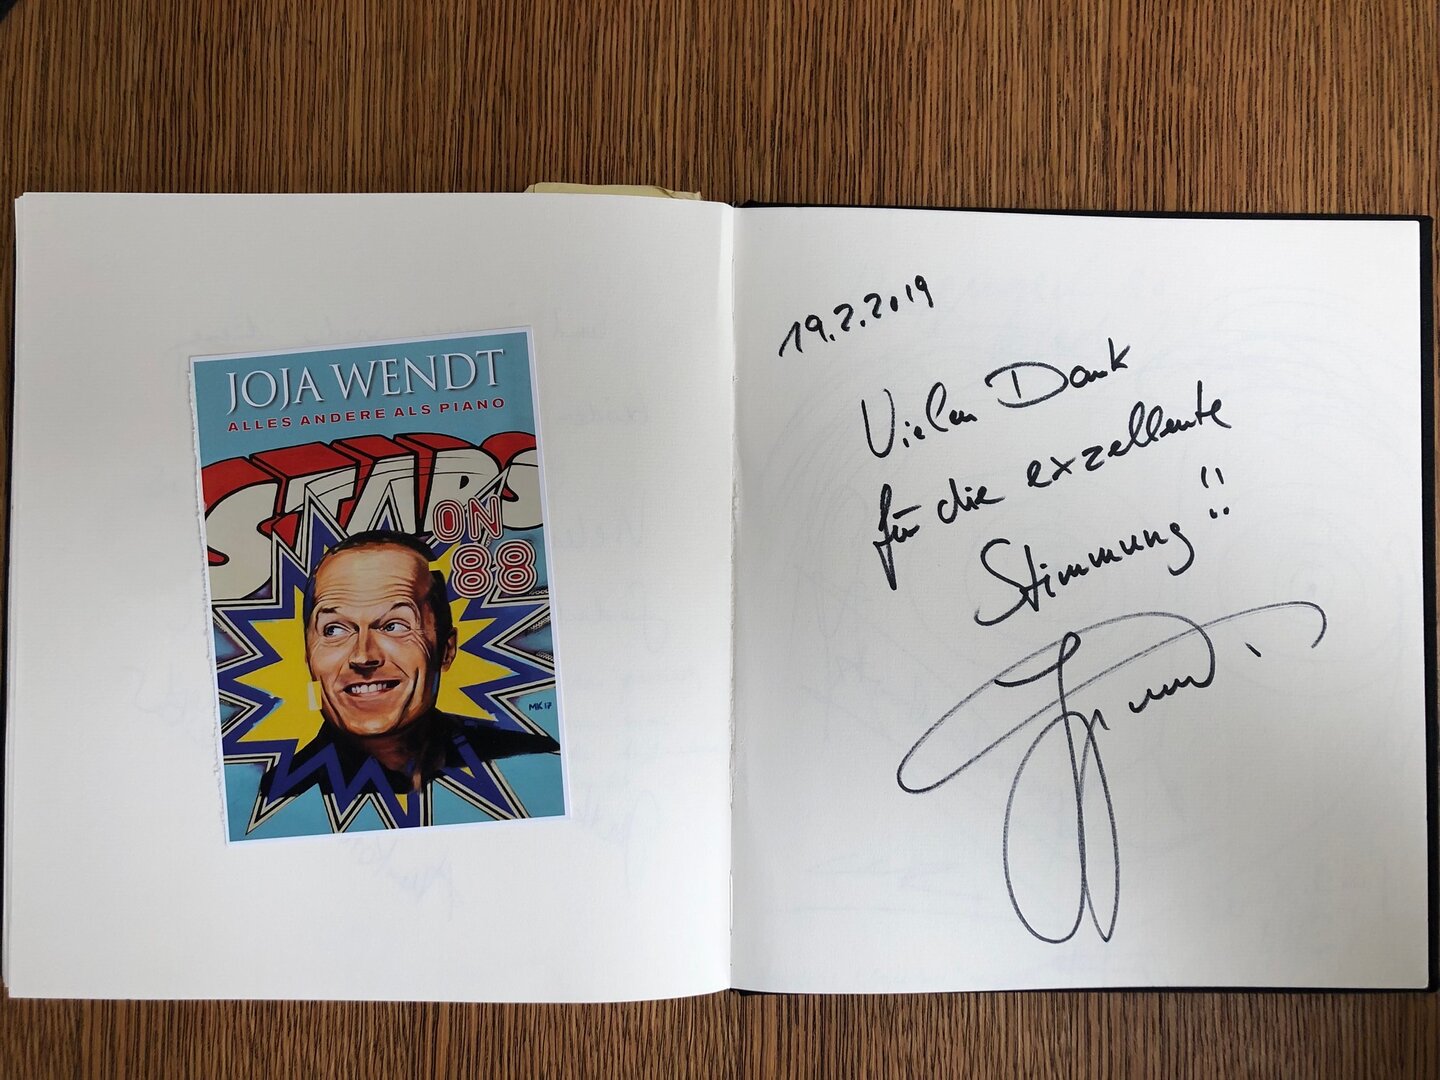 JOJA WENDT
ALLES ANDERE ALS PIANO
STARS
ON
88
MK17
19.2.2019
Vielen Dank
für die exzellente
Stimmung !!